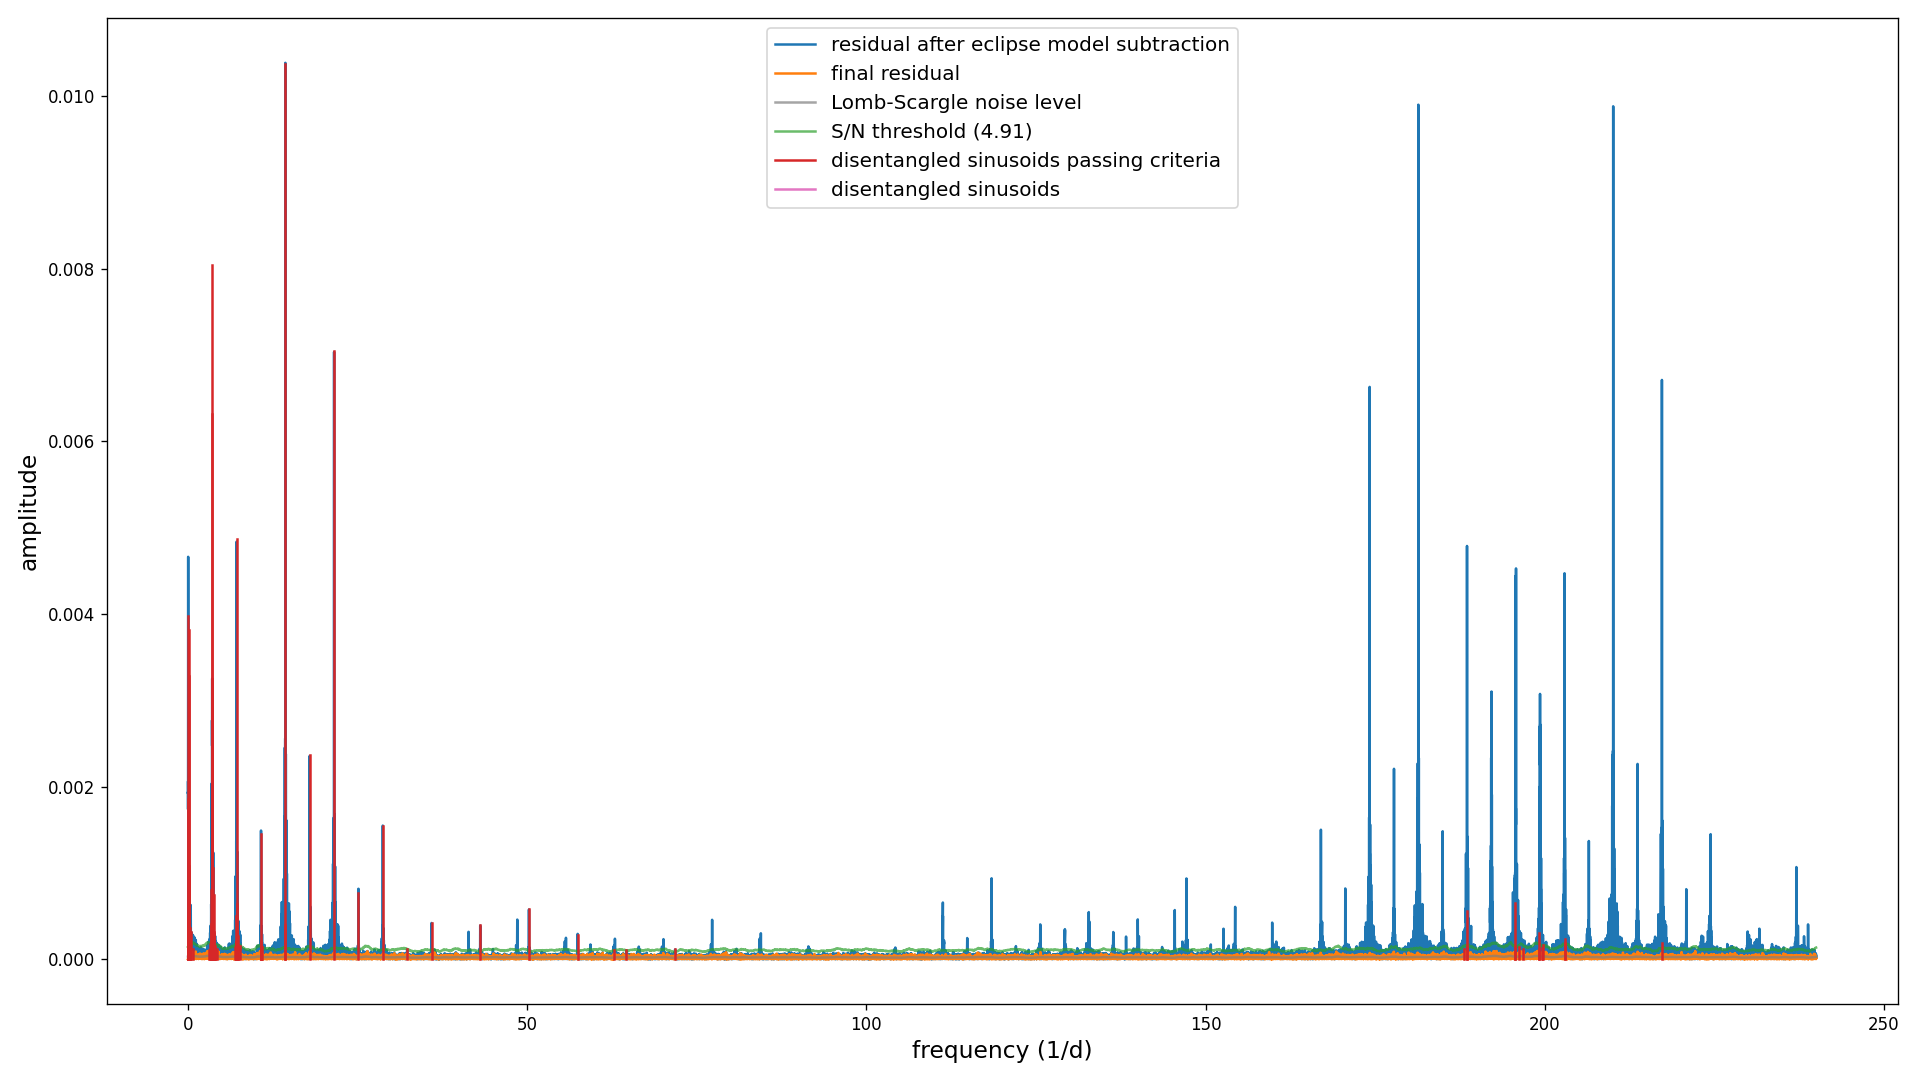 residual after eclipse model subtraction
final residual
Lomb-Scargle noise level
S/N threshold (4.91)
disentangled sinusoids passing criteria
disentangled sinusoids
0.010
0.008
0.006
0.004
0.002
0.000
amplitude
0 50 100 150 200 250
frequency (1/d)